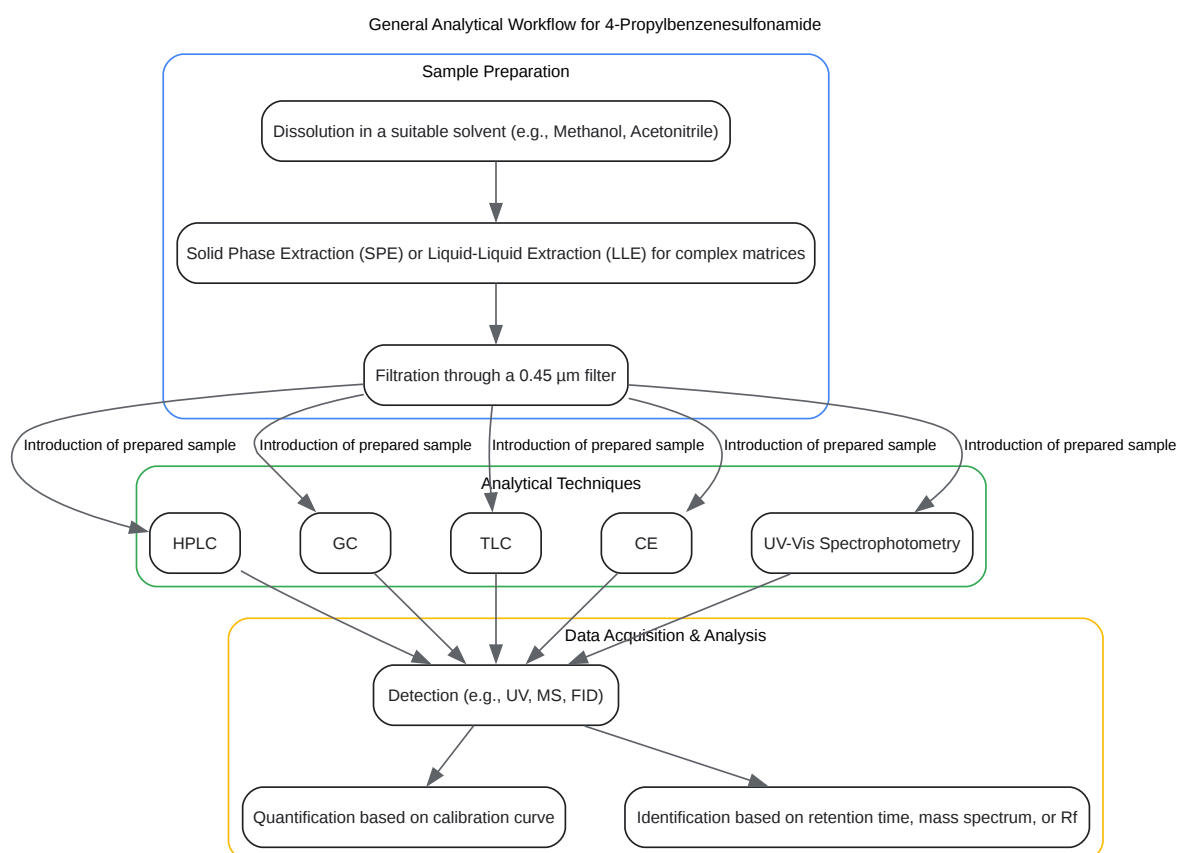 General Analytical Workflow for 4-Propylbenzenesulfonamide
Sample Preparation
Dissolution in a suitable solvent (e.g., Methanol, Acetonitrile)
Solid Phase Extraction (SPE) or Liquid-Liquid Extraction (LLE) for complex matrices
Filtration through a 0.45 µm filter
Introduction of prepared sample
Introduction of prepared sample
Introduction of prepared sample
Introduction of prepared sample
Introduction of prepared sample
Analytical Techniques
HPLC
GC
TLC
CE
UV-Vis Spectrophotometry
Data Acquisition & Analysis
Detection (e.g., UV, MS, FID)
Quantification based on calibration curve
Identification based on retention time, mass spectrum, or Rf